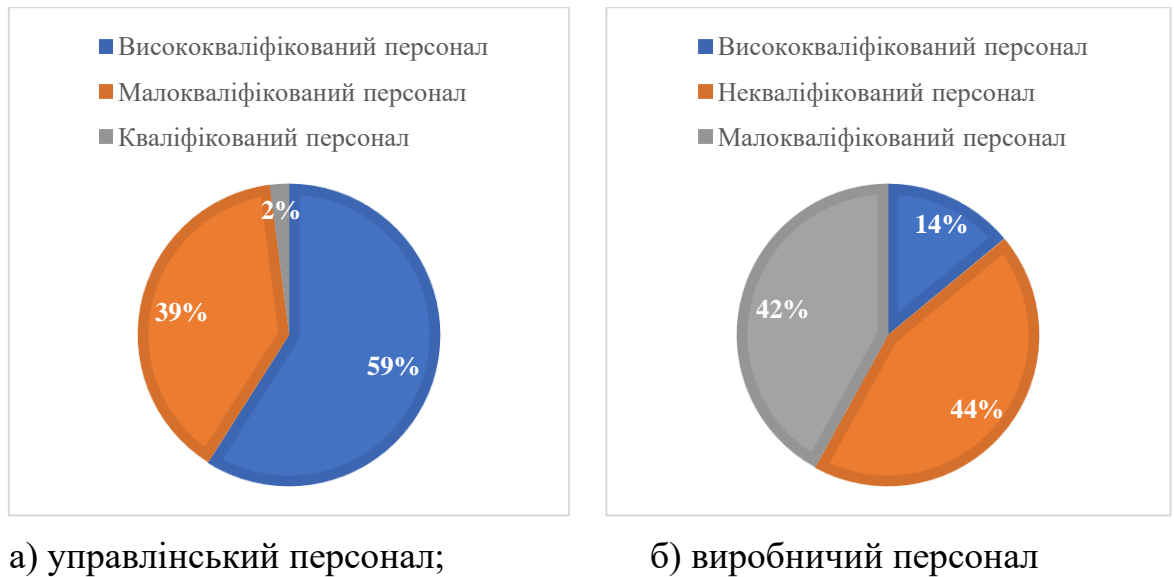 Висококваліфікований персонал
Малокваліфікований персонал
Кваліфікований персонал
2%
39%
59%
Висококваліфікований персонал
Некваліфікований персонал
Малокваліфікований персонал
14%
42%
44%
а) управлінський персонал;
б) виробничий персонал